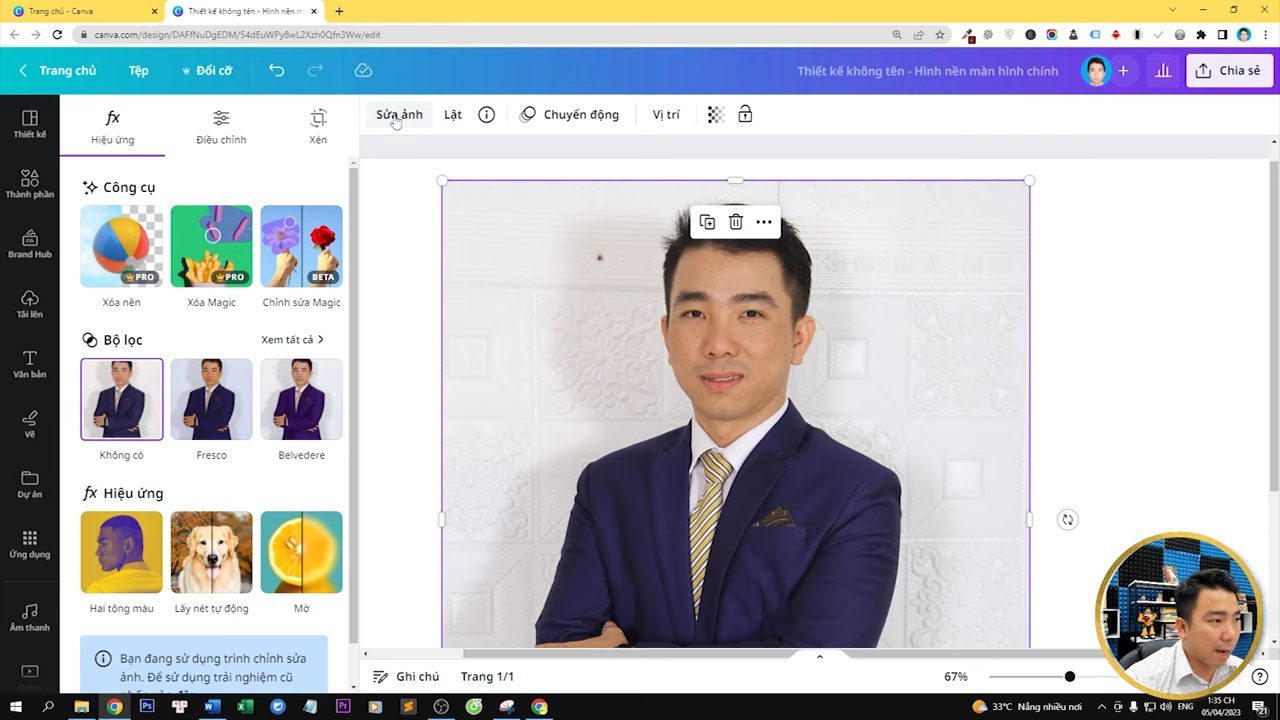 Trang chủ - Canva
Thiết kế không tên - Hình nền m
canva.com/design/DAFfNuDgEDM/54dEuWPy8wL2Xzh0Qfn3Ww/edit
Trang chủ
Tệp
Đổi cỡ
Thiết kế không tên - Hình nền màn hình chính
Chia sẻ
Thiết kế
Thành phần
Brand Hub
Tải lên
Văn bản
Vẽ
Dự án
Ứng dụng
Âm thanh
Hiệu ứng
Điều chỉnh
Xén
Công cụ
PRO
PRO
BETA
Xóa nền
Xóa Magic
Chỉnh sửa Magic
Bộ lọc
Xem tất cả
Không có
Fresco
Belvedere
fx Hiệu ứng
Hai tông màu
Lấy nét tự động
Mờ
Bạn đang sử dụng trình chỉnh sửa
ảnh. Để sử dụng trải nghiệm cũ
Sửa ảnh
Lật
Chuyển động
Vị trí
Ghi chú
Trang 1/1
67%
33°C Nắng nhiều nơi
ENG
1:35 CH
05/04/2023